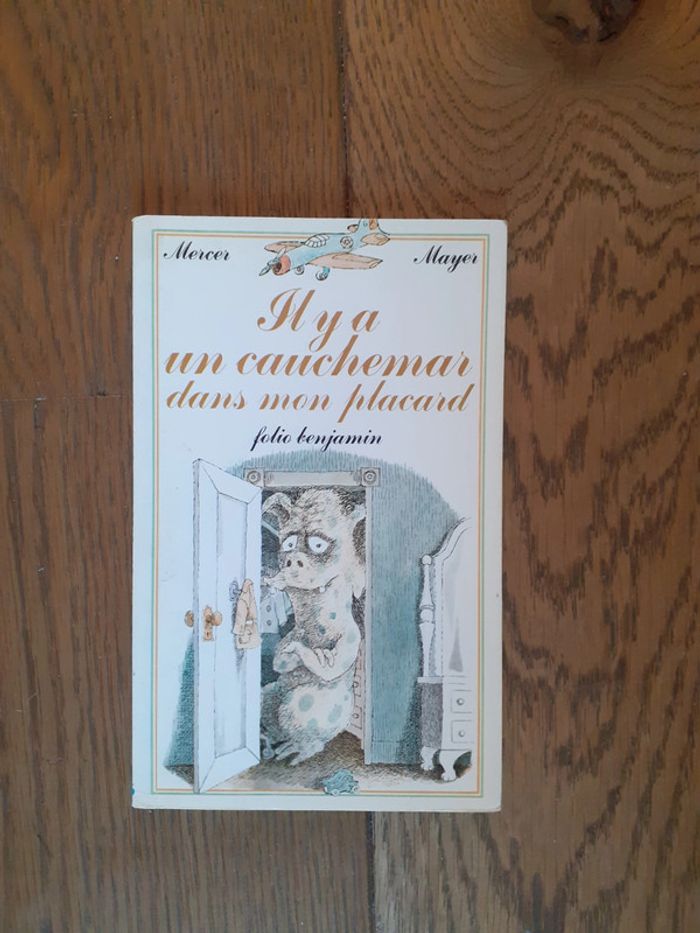 Mercer Mayer
Il y a
un cauchemar
dans mon placard
folio benjamin